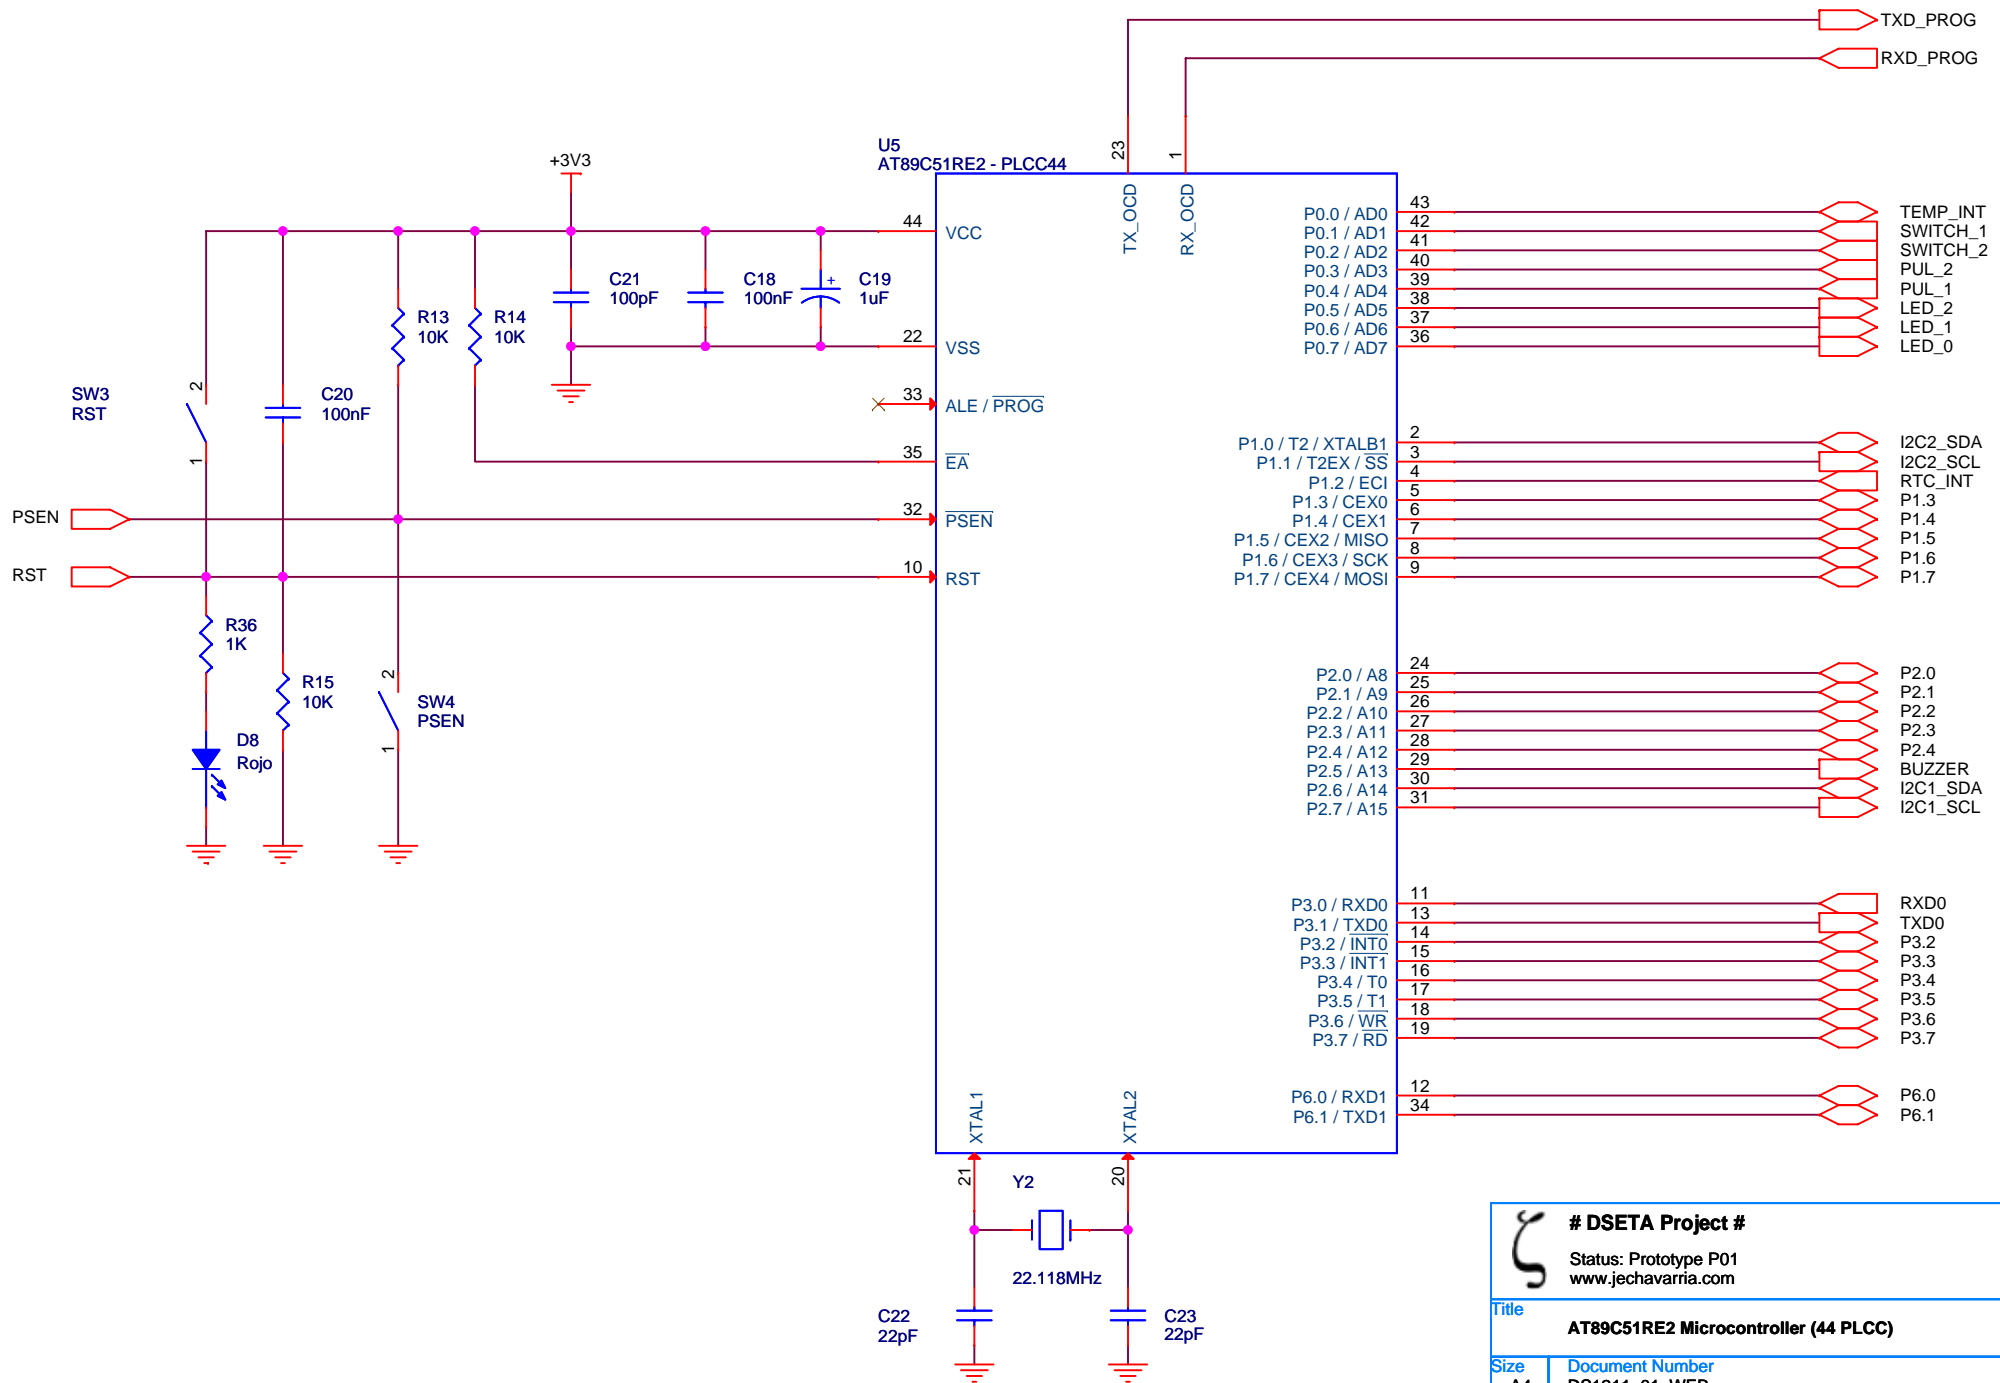 TXD_PROG
RXD_PROG
U5
AT89C51RE2 - PLCC44
23
1
TX_OCD
RX_OCD
+3V3
44
VCC
22
VSS
33
ALE / PROG
35
EA
32
PSEN
10
RST
C21
100pF
C18
100nF
+
C19
1uF
R13
10K
R14
10K
SW3
RST
2
1
C20
100nF
PSEN
RST
R36
1K
R15
10K
D8
Rojo
2
1
SW4
PSEN
P0.0 / AD0 43 TEMP_INT
P0.1 / AD1 42 SWITCH_1
P0.2 / AD2 41 SWITCH_2
P0.3 / AD3 40 PUL_2
P0.4 / AD4 39 PUL_1
P0.5 / AD5 38 LED_2
P0.6 / AD6 37 LED_1
P0.7 / AD7 36 LED_0
P1.0 / T2 / XTALB1 2 I2C2_SDA
P1.1 / T2EX / SS 3 I2C2_SCL
P1.2 / ECI 4 RTC_INT
P1.3 / CEX0 5 P1.3
P1.4 / CEX1 6 P1.4
P1.5 / CEX2 / MISO 7 P1.5
P1.6 / CEX3 / SCK 8 P1.6
P1.7 / CEX4 / MOSI 9 P1.7
P2.0 / A8 24 P2.0
P2.1 / A9 25 P2.1
P2.2 / A10 26 P2.2
P2.3 / A11 27 P2.3
P2.4 / A12 28 P2.4
P2.5 / A13 29 BUZZER
P2.6 / A14 30 I2C1_SDA
P2.7 / A15 31 I2C1_SCL
P3.0 / RXD0 11 RXD0
P3.1 / TXD0 13 TXD0
P3.2 / INT0 14 P3.2
P3.3 / INT1 15 P3.3
P3.4 / T0 16 P3.4
P3.5 / T1 17 P3.5
P3.6 / WR 18 P3.6
P3.7 / RD 19 P3.7
P6.0 / RXD1 12 P6.0
P6.1 / TXD1 34 P6.1
XTAL1
XTAL2
21
20
Y2
22.118MHz
C22
22pF
C23
22pF
# DSETA Project #
Status: Prototype P01
www.jechavarria.com
Title
AT89C51RE2 Microcontroller (44 PLCC)
Size
Document Number